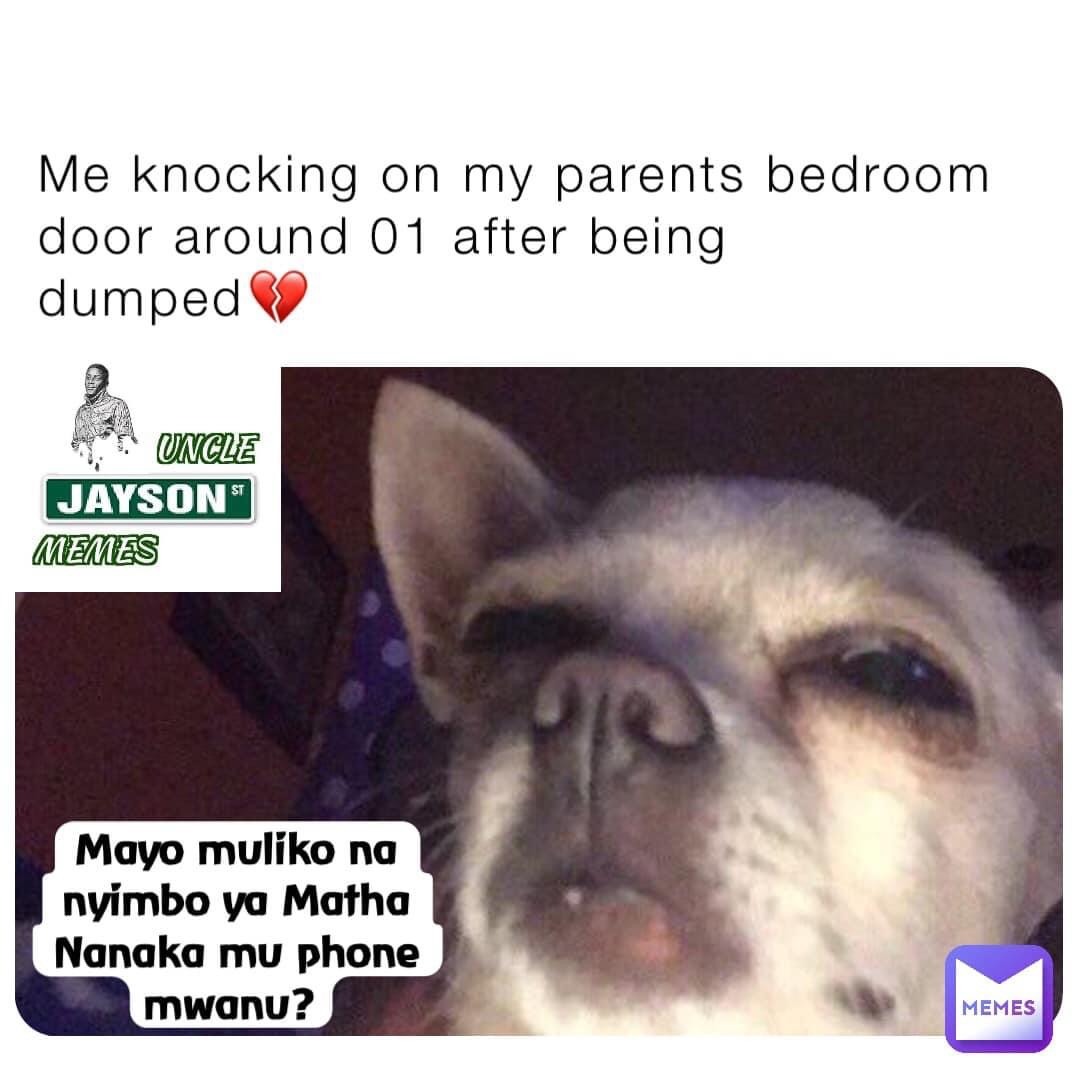 Me knocking on my parents bedroom
door around 01 after being
dumped💔
UNCLE
JAYSON ST
MEMES
Mayo muliko na
nyimbo ya Matha
Nanaka mu phone
mwanu?
MEMES